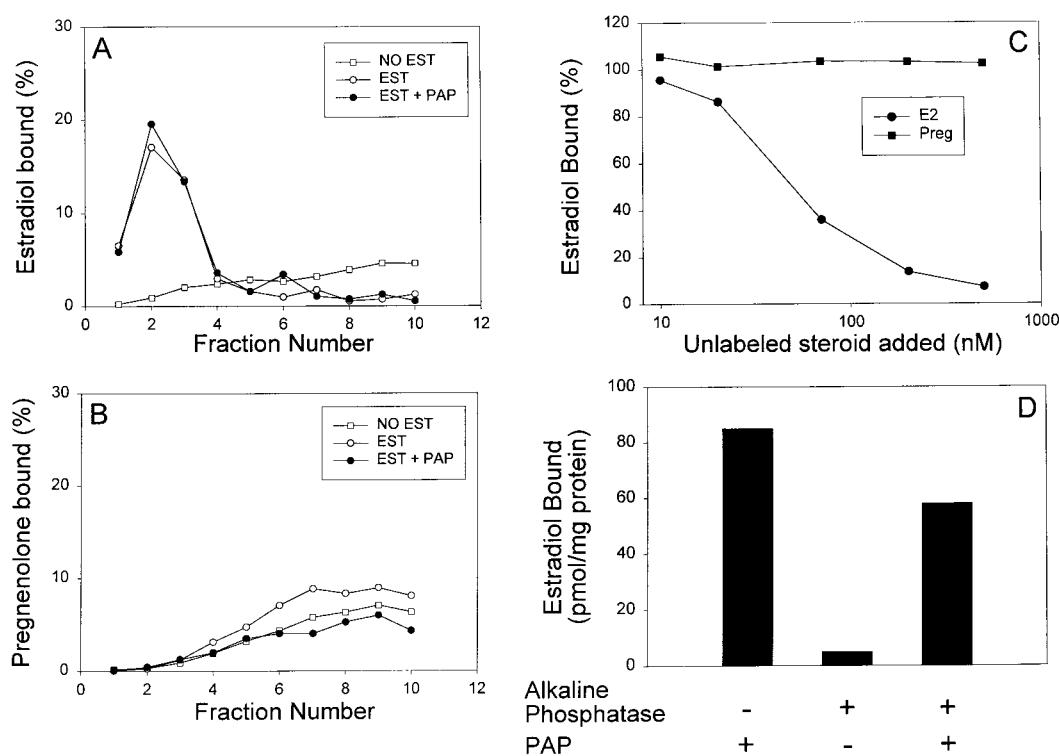 A
Estradiol bound (%)
30
20
10
0
NO EST
EST
EST + PAP
0 2 4 6 8 10 12
Fraction Number
B
Pregnenolone bound (%)
30
20
10
0
NO EST
EST
EST + PAP
0 2 4 6 8 10 12
Fraction Number
C
Estradiol Bound (%)
120
100
80
60
40
20
0
E2
Preg
10 100 1000
Unlabeled steroid added (nM)
D
Estradiol Bound
(pmol/mg protein)
100
80
60
40
20
0
Alkaline
Phosphatase - + +
PAP + - +